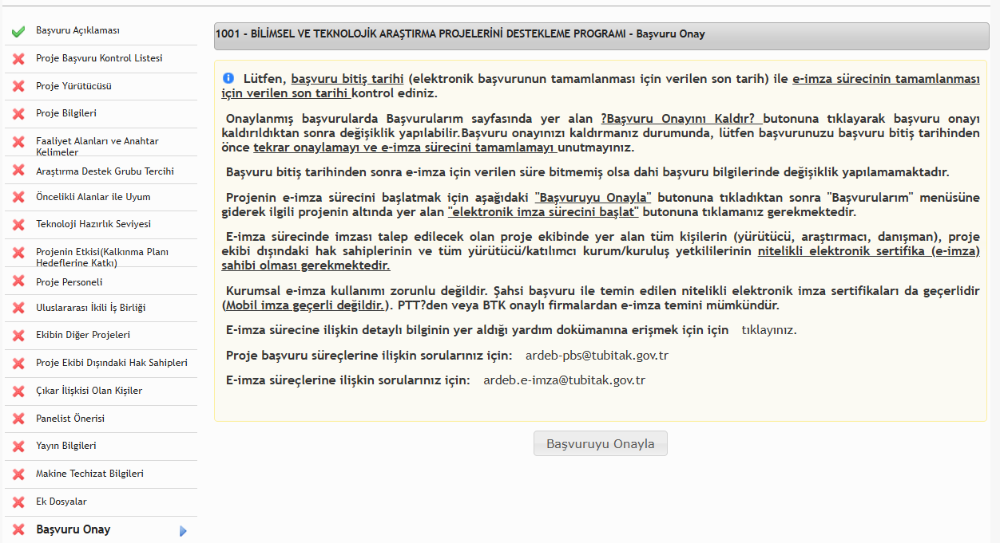 Başvuru Açıklaması
Proje Başvuru Kontrol Listesi
Proje Yürütücüsü
Proje Bilgileri
Faaliyet Alanları ve Anahtar
Kelimeler
Araştırma Destek Grubu Tercihi
Öncelikli Alanlar ile Uyum
Teknoloji Hazırlık Seviyesi
Projenin Etkisi(Kalkınma Planı
Hedeflerine Katkı)
Proje Personeli
Uluslararası İkili İş Birliği
Ekibin Diğer Projeleri
Proje Ekibi Dışındaki Hak Sahipleri
Çıkar İlişkisi Olan Kişiler
Panelist Önerisi
Yayın Bilgileri
Makine Techizat Bilgileri
Ek Dosyalar
Başvuru Onay
1001 - BİLİMSEL VE TEKNOLOJİK ARAŞTIRMA PROJELERİNİ DESTEKLEME PROGRAMI - Başvuru Onay
Lütfen, başvuru bitiş tarihi (elektronik başvurunun tamamlanması için verilen son tarih) ile e-imza sürecinin tamamlanması
için verilen son tarihi kontrol ediniz.
Onaylanmış başvurularda Başvurularım sayfasında yer alan ?Başvuru Onayını Kaldır? butonuna tıklayarak başvuru onayı
kaldırıldıktan sonra değişiklik yapılabilir.Başvuru onayınızı kaldırmanız durumunda, lütfen başvurunuzu başvuru bitiş tarihinden
önce tekrar onaylamayı ve e-imza sürecini tamamlamayı unutmayınız.
Başvuru bitiş tarihinden sonra e-imza için verilen süre bitmemiş olsa dahi başvuru bilgilerinde değişiklik yapılamamaktadır.
Projenin e-imza sürecini başlatmak için aşağıdaki "Başvuruyu Onayla" butonuna tıkladıktan sonra "Başvurularım" menüsüne
giderek ilgili projenin altında yer alan "elektronik imza sürecini başlat" butonuna tıklamanız gerekmektedir.
E-imza sürecinde imzası talep edilecek olan proje ekibinde yer alan tüm kişilerin (yürütücü, araştırmacı, danışman), proje
ekibi dışındaki hak sahiplerinin ve tüm yürütücü/katılımcı kurum/kuruluş yetkililerinin nitelikli elektronik sertifika (e-imza)
sahibi olması gerekmektedir.
Kurumsal e-imza kullanımı zorunlu değildir. Şahsi başvuru ile temin edilen nitelikli elektronik imza sertifikaları da geçerlidir
(Mobil imza geçerli değildir.). PTT?den veya BTK onaylı firmalardan e-imza temini mümkündür.
E-imza sürecine ilişkin detaylı bilginin yer aldığı yardım dokümanına erişmek için için tıklayınız.
Proje başvuru süreçlerine ilişkin sorularınız için: ardeb-pbs@tubitak.gov.tr
E-imza süreçlerine ilişkin sorularınız için: ardeb.e-imza@tubitak.gov.tr
Başvuruyu Onayla